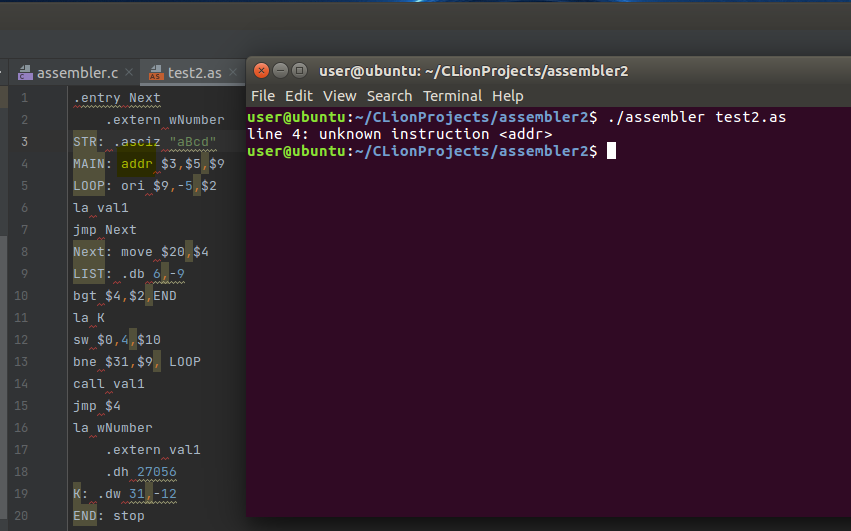 assembler.c
test2.as
1 .entry Next
2 .extern wNumber
3 STR: .asciz "aBcd"
4 MAIN: addr $3,$5,$9
5 LOOP: ori $9,-5,$2
6 la val1
7 jmp Next
8 Next: move $20,$4
9 LIST: .db 6,-9
10 bgt $4,$2,END
11 la K
12 sw $0,4,$10
13 bne $31,$9, LOOP
14 call val1
15 jmp $4
16 la wNumber
17 .extern val1
18 .dh 27056
19 K: .dw 31,-12
20 END: stop
user@ubuntu: ~/CLionProjects/assembler2
File Edit View Search Terminal Help
user@ubuntu:~/CLionProjects/assembler2$ ./assembler test2.as
line 4: unknown instruction <addr>
user@ubuntu:~/CLionProjects/assembler2$